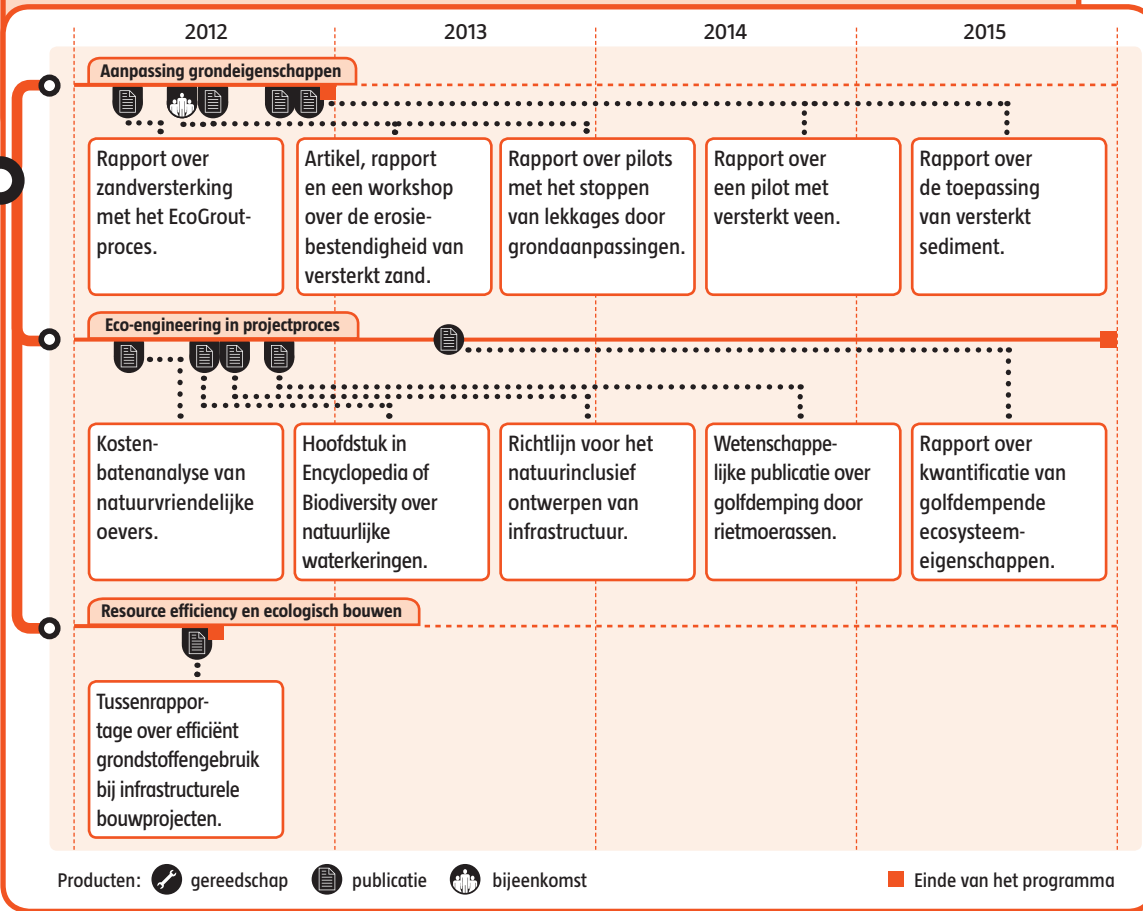 2012 2013 2014 2015
Aanpassing grondeigenschappen
Rapport over
zandversterking
met het EcoGrout-
proces.
Artikel, rapport
en een workshop
over de erosie-
bestendigheid van
versterkt zand.
Rapport over pilots
met het stoppen
van lekkages door
grondaanpassingen.
Rapport over
een pilot met
versterkt veen.
Rapport over
de toepassing
van versterkt
sediment.
Eco-engineering in projectproces
Kosten-
batenanalyse van
natuurvriendelijke
oevers.
Hoofdstuk in
Encyclopedia of
Biodiversity over
natuurlijke
waterkeringen.
Richtlijn voor het
natuurinclusief
ontwerpen van
infrastructuur.
Wetenschappe-
lijke publicatie over
golfdemping door
rietmoerassen.
Rapport over
kwantificatie van
golfdempende
ecosysteem-
eigenschappen.
Resource efficiency en ecologisch bouwen
Tussenrappor-
tage over efficiënt
grondstoffengebruik
bij infrastructurele
bouwprojecten.
Producten: gereedschap publicatie bijeenkomst Einde van het programma